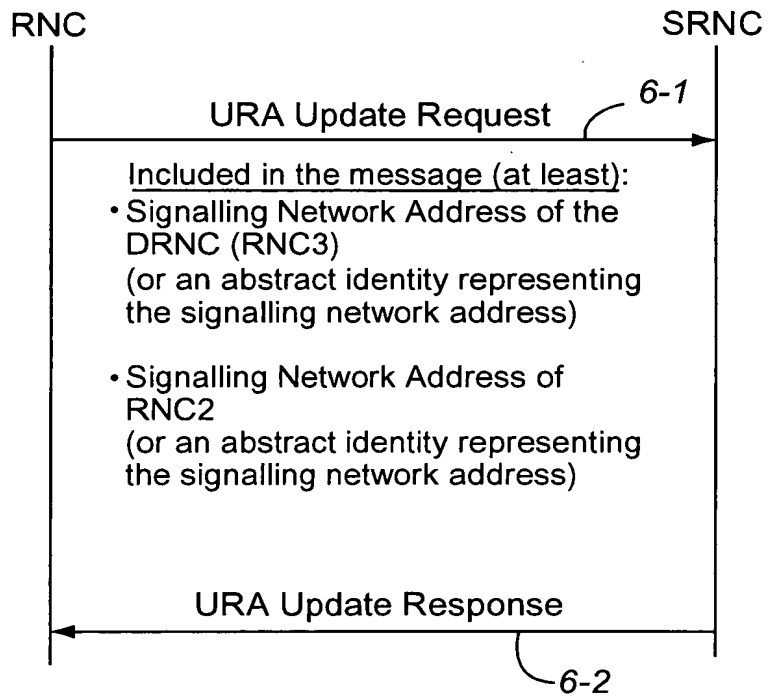 RNC SRNC
6-1
URA Update Request
Included in the message (at least):
• Signalling Network Address of the
DRNC (RNC3)
(or an abstract identity representing
the signalling network address)
• Signalling Network Address of
RNC2
(or an abstract identity representing
the signalling network address)
URA Update Response
6-2